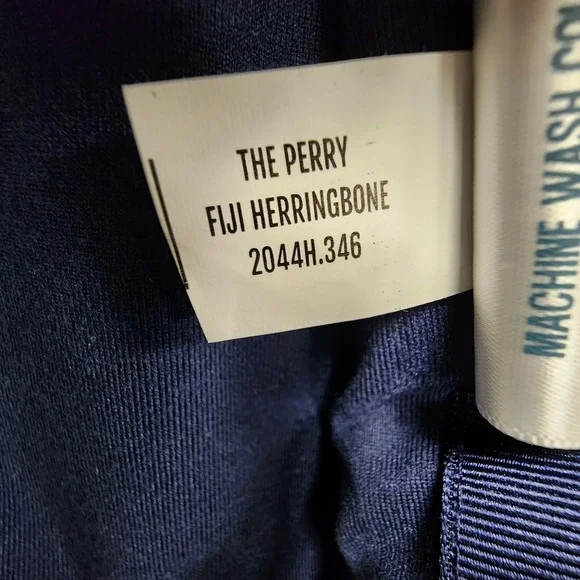 THE PERRY
FIJI HERRINGBONE
2044H.346
MACHINE WASH